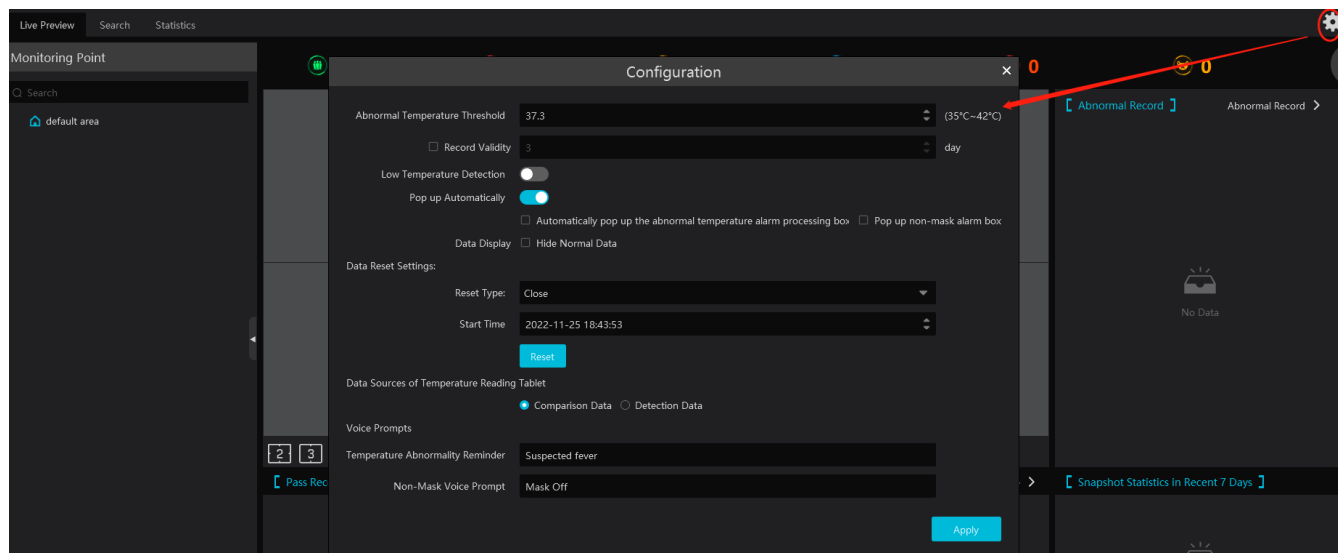 Live Preview Search Statistics
Monitoring Point
Search
default area
Configuration
0
0
Abnormal Temperature Threshold 37.3 (35°C~42°C)
Record Validity 3 day
Low Temperature Detection
Pop up Automatically
Automatically pop up the abnormal temperature alarm processing box Pop up non-mask alarm box
Data Display Hide Normal Data
Data Reset Settings:
Reset Type: Close
Start Time 2022-11-25 18:43:53
Reset
Data Sources of Temperature Reading Tablet
Comparison Data Detection Data
Voice Prompts
Temperature Abnormality Reminder Suspected fever
Non-Mask Voice Prompt Mask Off
Apply
[ Abnormal Record ] Abnormal Record >
No Data
2 3
[ Pass Rec
>
[ Snapshot Statistics in Recent 7 Days ]